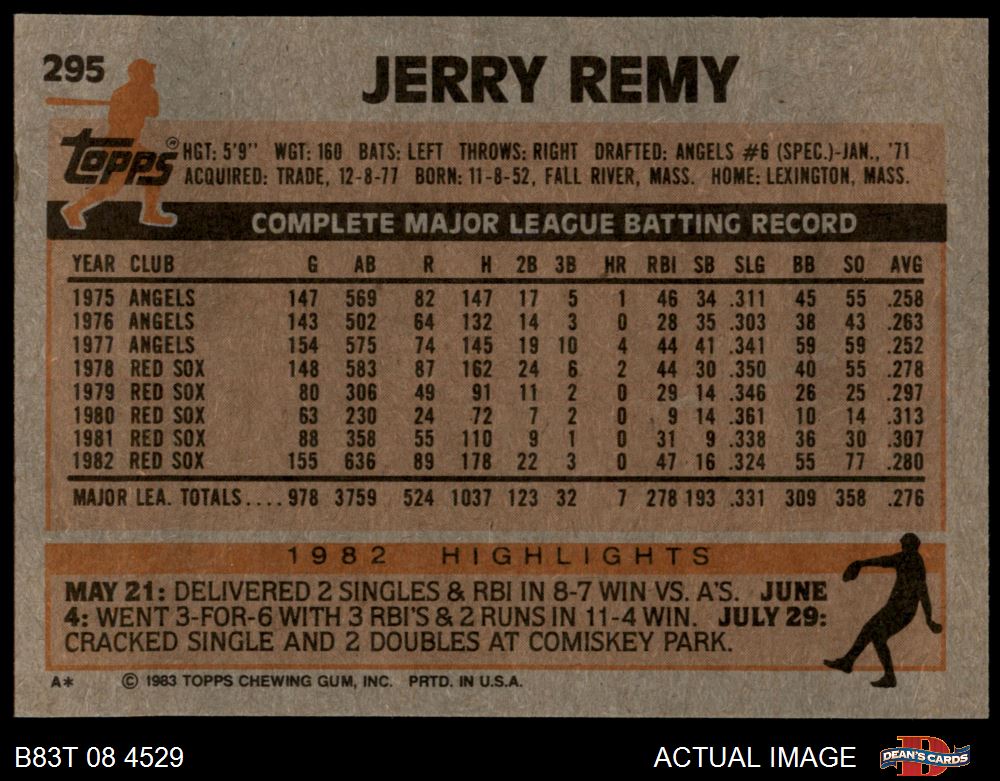 295
JERRY REMY
Topps®
HGT: 5'9" WGT: 160 BATS: LEFT THROWS: RIGHT DRAFTED: ANGELS #6 (SPEC.)-JAN., '71
ACQUIRED: TRADE, 12-8-77 BORN: 11-8-52, FALL RIVER, MASS. HOME: LEXINGTON, MASS.
COMPLETE MAJOR LEAGUE BATTING RECORD
YEAR CLUB G AB R H 2B 3B HR RBI SB SLG BB SO AVG
1975 ANGELS 147 569 82 147 17 5 1 46 34 .311 45 55 .258
1976 ANGELS 143 502 64 132 14 3 0 28 35 .303 38 43 .263
1977 ANGELS 154 575 74 145 19 10 4 44 41 .341 59 59 .252
1978 RED SOX 148 583 87 162 24 6 2 44 30 .350 40 55 .278
1979 RED SOX 80 306 49 91 11 2 0 29 14 .346 26 25 .297
1980 RED SOX 63 230 24 72 7 2 0 9 14 .361 10 14 .313
1981 RED SOX 88 358 55 110 9 1 0 31 9 .338 36 30 .307
1982 RED SOX 155 636 89 178 22 3 0 47 16 .324 55 77 .280
MAJOR LEA. TOTALS.... 978 3759 524 1037 123 32 7 278 193 .331 309 358 .276
1982 HIGHLIGHTS
MAY 21: DELIVERED 2 SINGLES & RBI IN 8-7 WIN VS. A'S. JUNE
4: WENT 3-FOR-6 WITH 3 RBI'S & 2 RUNS IN 11-4 WIN. JULY 29:
CRACKED SINGLE AND 2 DOUBLES AT COMISKEY PARK.
A* © 1983 TOPPS CHEWING GUM, INC. PRTD. IN U.S.A.
B83T 08 4529 ACTUAL IMAGE DEAN'S CARDS